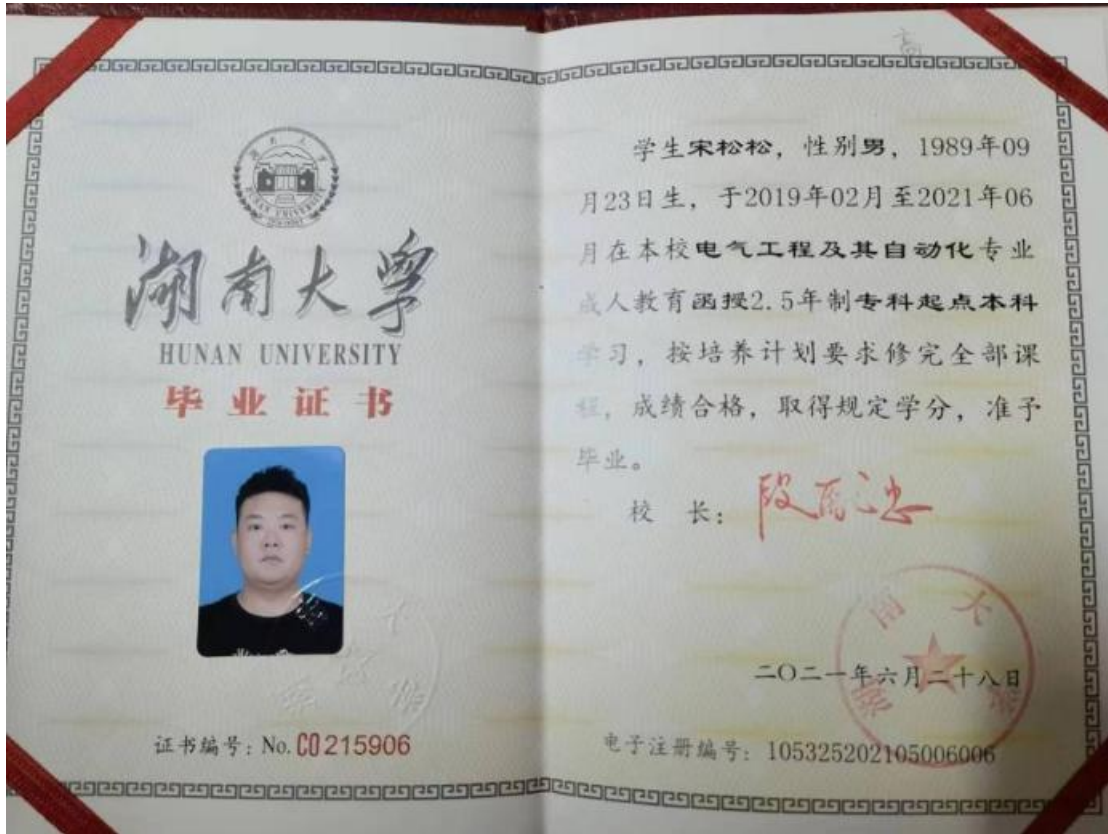 湖南大学
HUNAN UNIVERSITY
毕业证书
证书编号：No. C0215906
高
学生宋松松，性别男，1989年09
月23日生，于2019年02月至2021年06
月在本校电气工程及其自动化专业
成人教育函授2.5年制专科起点本科
学习，按培养计划要求修完全部课
程，成绩合格，取得规定学分，准予
毕业。
校 长：
湖南大学
二〇二一年六月二十八日
电子注册编号：105325202105006006